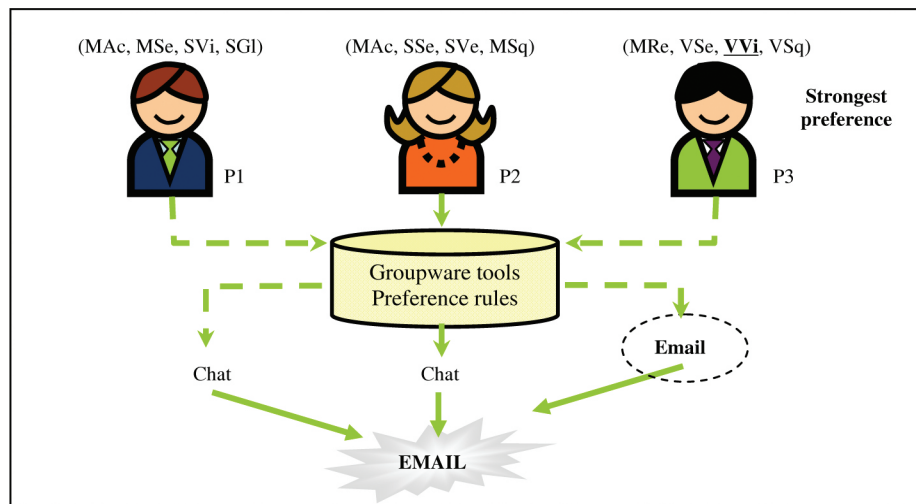 (MAc, MSe, SVi, SGl)
(MAc, SSe, SVe, MSq)
(MRe, VSe, VVi, VSq)
Strongest
preference
P1
P2
P3
Groupware tools
Preference rules
Chat
Chat
Email
EMAIL